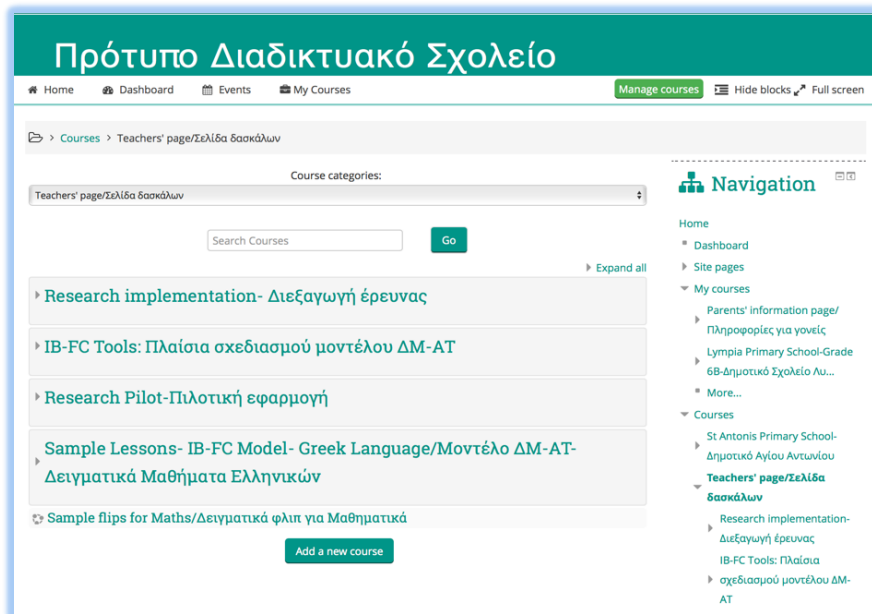 Πρότυπο Διαδικτυακό Σχολείο
Home Dashboard Events My Courses Manage courses Hide blocks Full screen
Courses > Teachers' page/Σελίδα δασκάλων
Course categories:
Teachers' page/Σελίδα δασκάλων
Search Courses Go
Expand all
Research implementation- Διεξαγωγή έρευνας
IB-FC Tools: Πλαίσια σχεδιασμού μοντέλου ΔΜ-ΑΤ
Research Pilot-Πιλοτική εφαρμογή
Sample Lessons- IB-FC Model- Greek Language/Μοντέλο ΔΜ-ΑΤ-
Δειγματικά Μαθήματα Ελληνικών
Sample flips for Maths/Δειγματικά φλιπ για Μαθηματικά
Add a new course
Navigation
Home
Dashboard
Site pages
My courses
Parents' information page/
Πληροφορίες για γονείς
Lympia Primary School-Grade
6Β-Δημοτικό Σχολείο Λυ...
More...
Courses
St Antonis Primary School-
Δημοτικό Αγίου Αντωνίου
Teachers' page/Σελίδα
δασκάλων
Research implementation-
Διεξαγωγή έρευνας
IB-FC Tools: Πλαίσια
σχεδιασμού μοντέλου ΔΜ-
ΑΤ